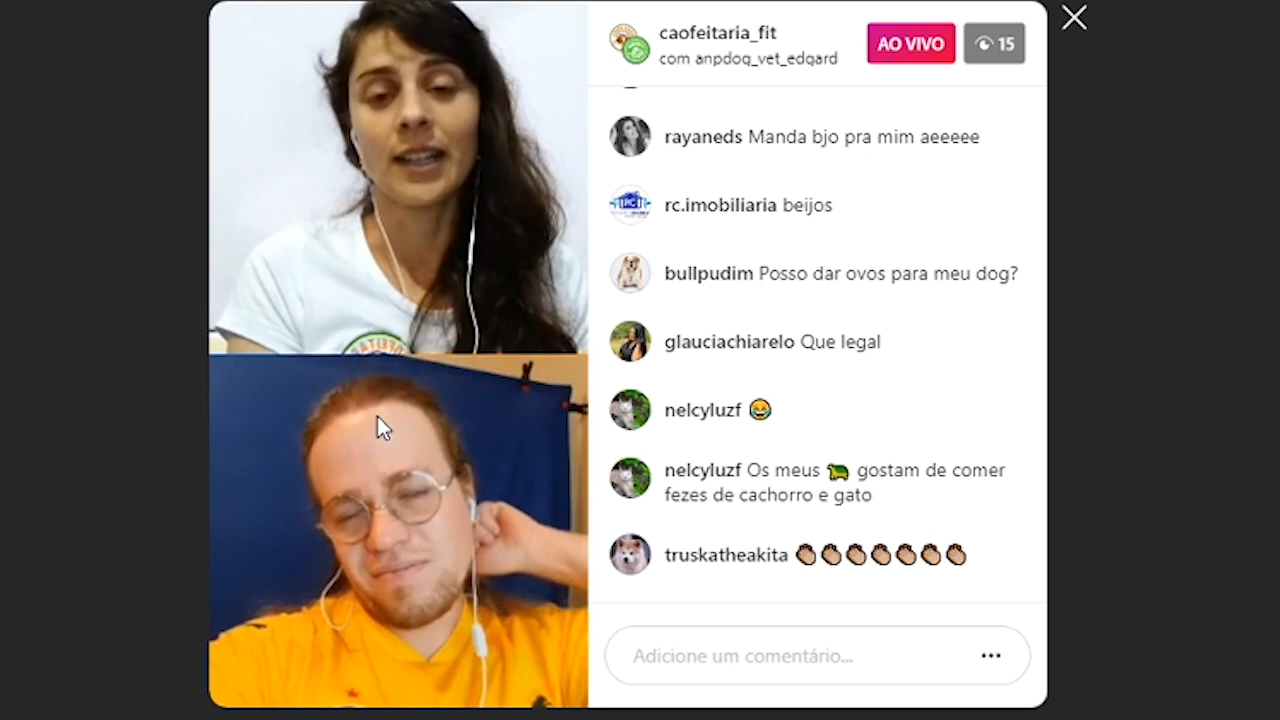 caofeitaria_fit
com anpdog_vet_edgard
AO VIVO
15
rayaneds Manda bjo pra mim aeeeee
rc.imobiliaria beijos
bullpudim Posso dar ovos para meu dog?
glauciachiarelo Que legal
nelcyluzf 😂
nelcyluzf Os meus 🐢 gostam de comer
fezes de cachorro e gato
truskatheakita 👏🏼👏🏼👏🏼👏🏼👏🏼👏🏼👏🏼
Adicione um comentário...